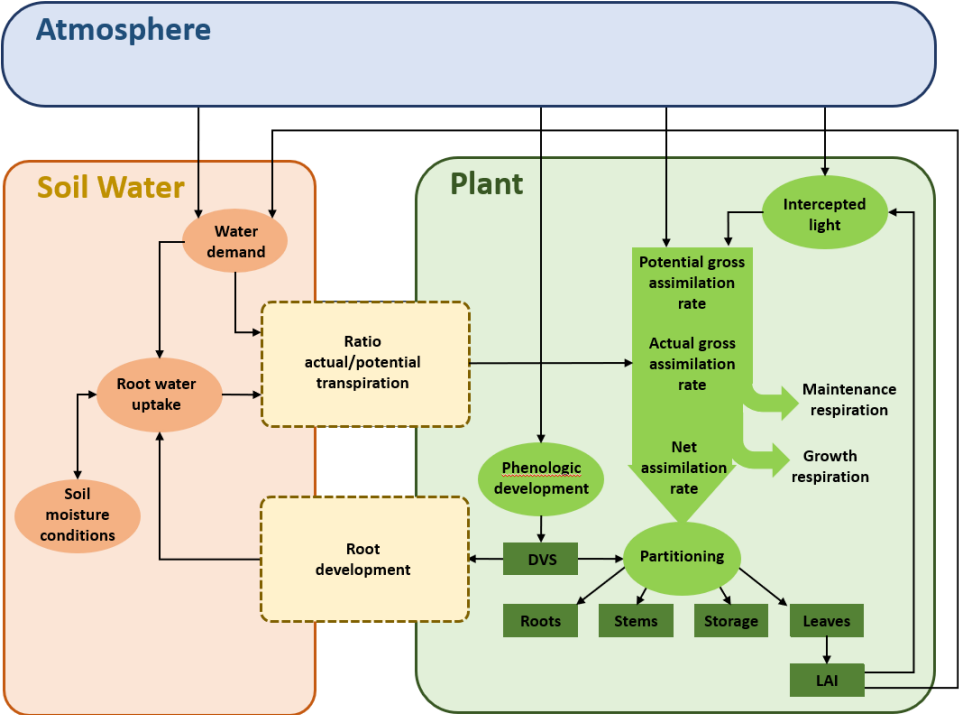 Atmosphere
Soil Water
Plant
Intercepted
light
Water
demand
Potential gross
assimilation
rate
Ratio
actual/potential
transpiration
Actual gross
assimilation
rate
Root water
uptake
Maintenance
respiration
Net
assimilation
rate
Growth
respiration
Phenologic
development
Soil
moisture
conditions
Root
development
DVS
Partitioning
Roots
Stems
Storage
Leaves
LAI